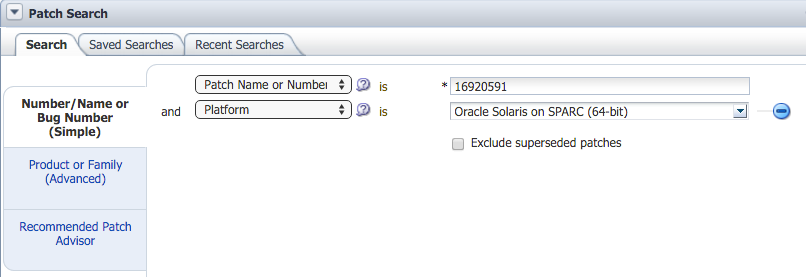 Patch Search
Search Saved Searches Recent Searches
Number/Name or
Bug Number
(Simple)
Product or Family
(Advanced)
Recommended Patch
Advisor
Patch Name or Number is * 16920591
and Platform is Oracle Solaris on SPARC (64-bit)
Exclude superseded patches